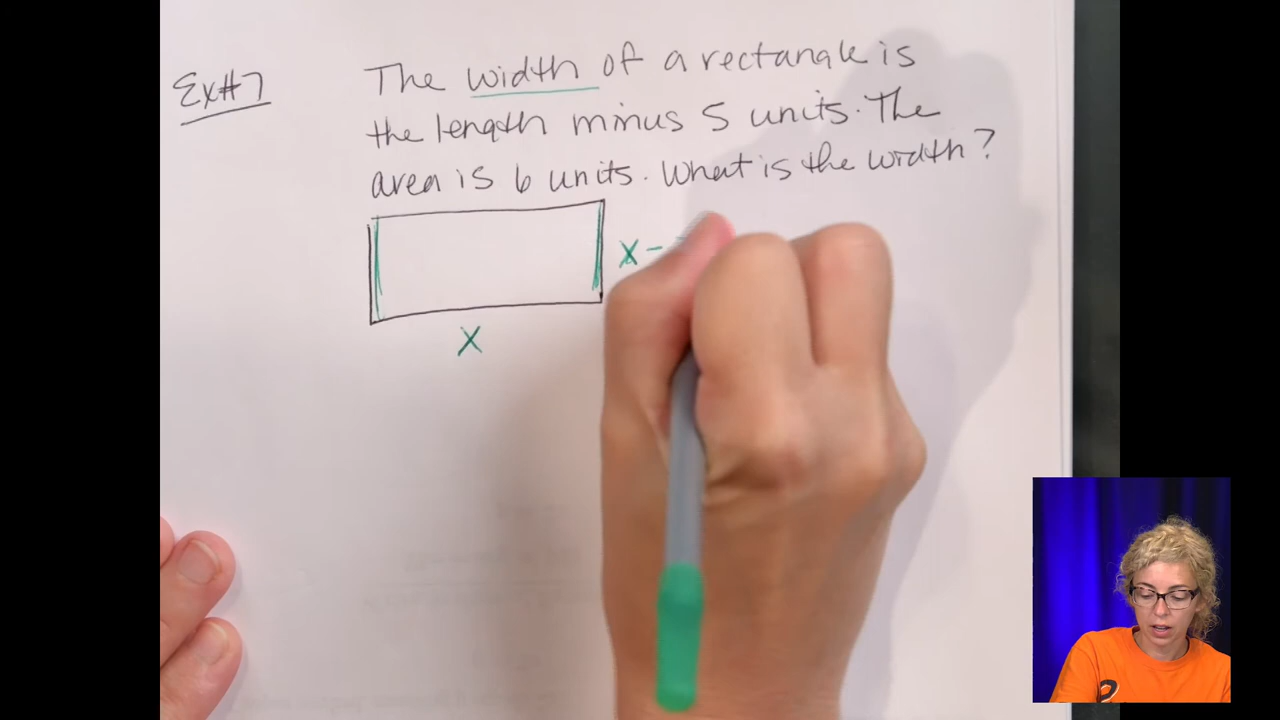 Ex#7
The width of a rectangle is
the length minus 5 units. The
area is 6 units. What is the width?
x -
x